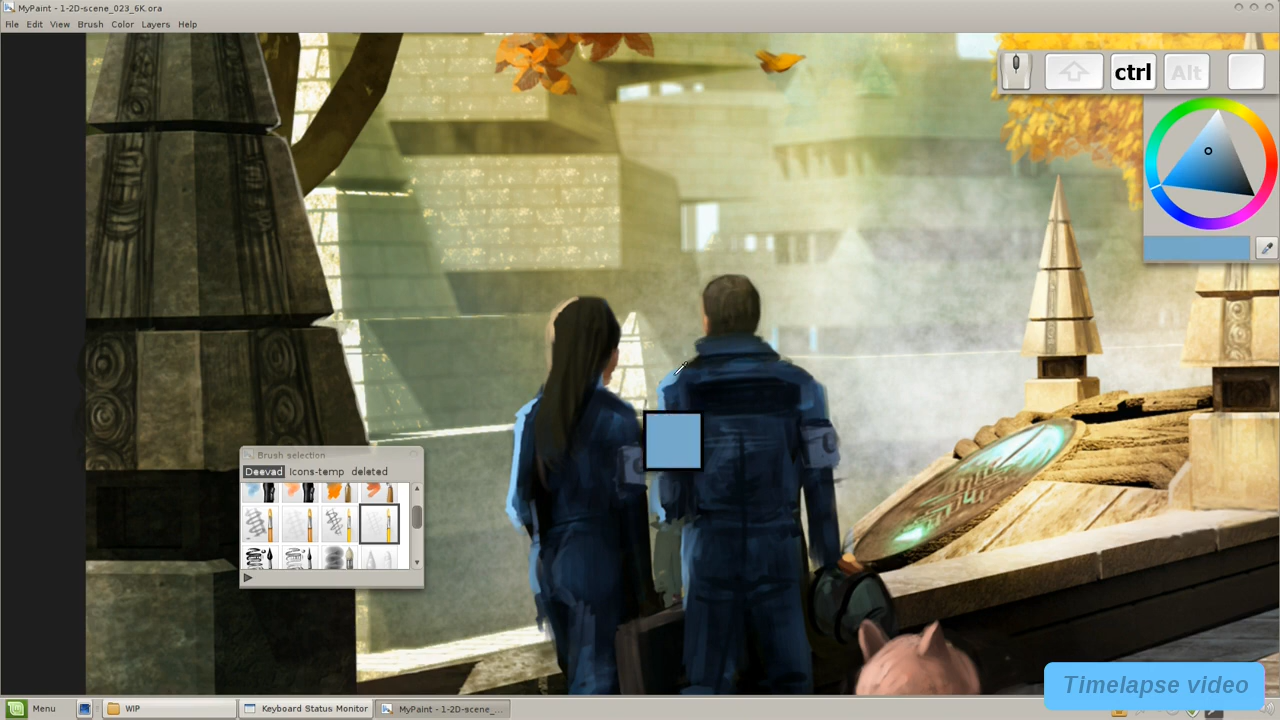 MyPaint - 1-2D-scene_023_6K.ora
File Edit View Brush Color Layers Help
ctrl Alt
Brush selection
Deevad Icons-temp deleted
Timelapse video
Menu WIP Keyboard Status Monitor MyPaint - 1-2D-scene_...